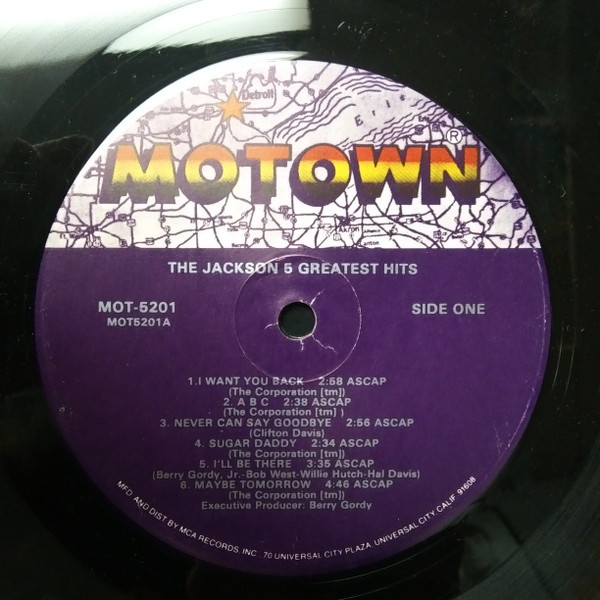 Detroit
Erie
MOTOWN®
Akron
Canton
THE JACKSON 5 GREATEST HITS
MOT-5201
MOT5201A
SIDE ONE
1.I WANT YOU BACK 2:58 ASCAP
(The Corporation [tm])
2. A B C 2:38 ASCAP
(The Corporation [tm] )
3. NEVER CAN SAY GOODBYE 2:56 ASCAP
(Clifton Davis)
4. SUGAR DADDY 2:34 ASCAP
(The Corporation [tm])
5. I'LL BE THERE 3:35 ASCAP
(Berry Gordy, Jr.-Bob West-Willie Hutch-Hal Davis)
6. MAYBE TOMORROW 4:46 ASCAP
(The Corporation [tm])
Executive Producer: Berry Gordy
MFD AND DIST. BY MCA RECORDS, INC. 70 UNIVERSAL CITY PLAZA, UNIVERSAL CITY, CALIF. 91608